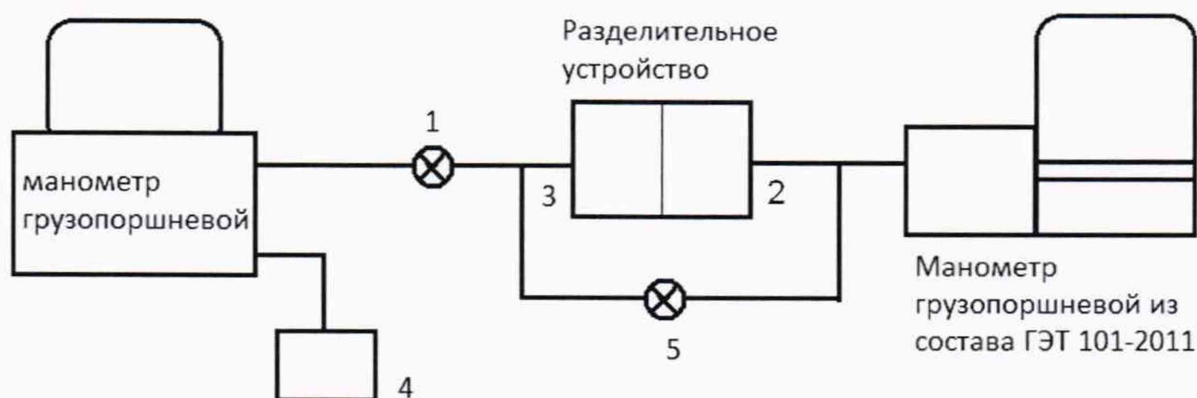 Разделительное
устройство
1
манометр
грузопоршневой
3
2
Манометр
грузопоршневой из
состава ГЭТ 101-2011
5
4